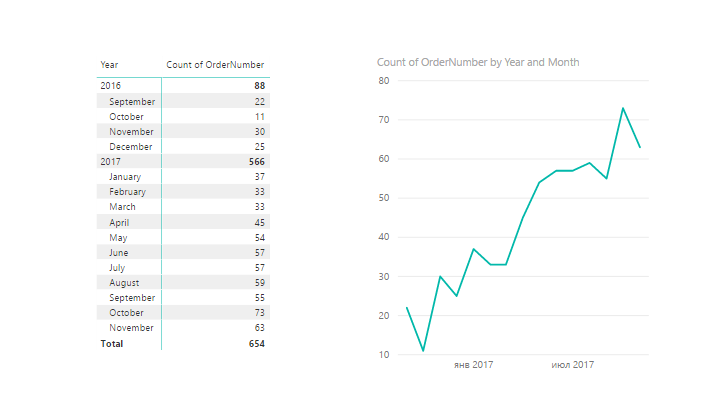 Year Count of OrderNumber
2016 88
September 22
October 11
November 30
December 25
2017 566
January 37
February 33
March 33
April 45
May 54
June 57
July 57
August 59
September 55
October 73
November 63
Total 654
Count of OrderNumber by Year and Month
80
70
60
50
40
30
20
10
янв 2017 июл 2017